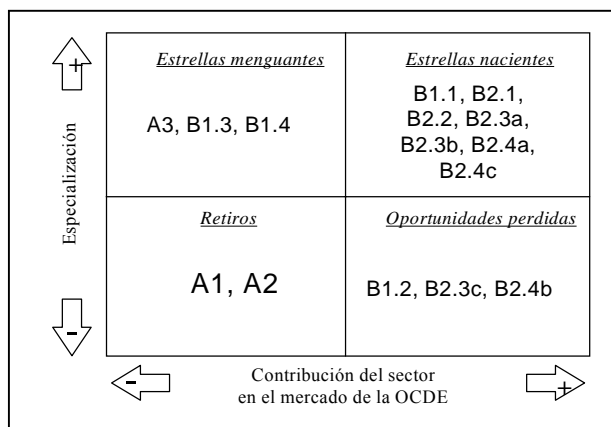 Estrellas menguantes
A3, B1.3, B1.4
Estrellas nacientes
B1.1, B2.1,
B2.2, B2.3a,
B2.3b, B2.4a,
B2.4c
Retiros
A1, A2
Oportunidades perdidas
B1.2, B2.3c, B2.4b
+
Especialización
-
-
Contribución del sector
en el mercado de la OCDE
+